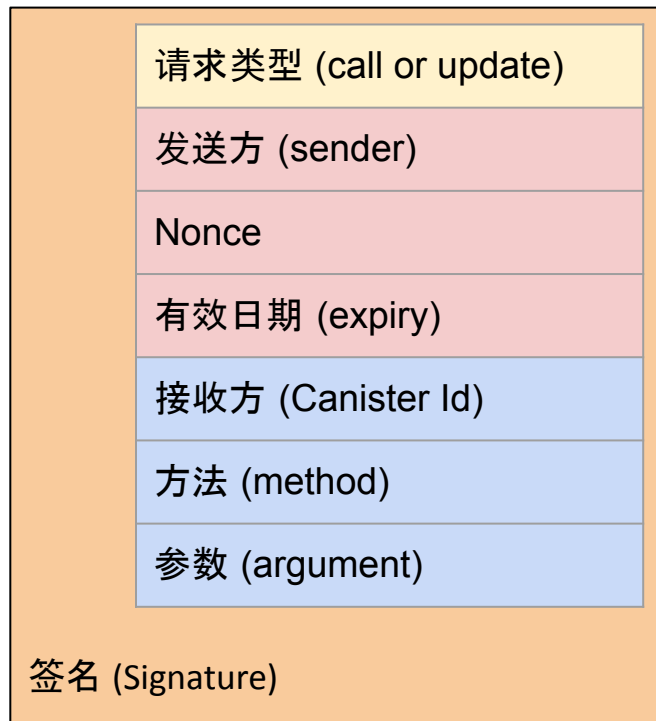 请求类型 (call or update)
发送方 (sender)
Nonce
有效日期 (expiry)
接收方 (Canister Id)
方法 (method)
参数 (argument)
签名 (Signature)